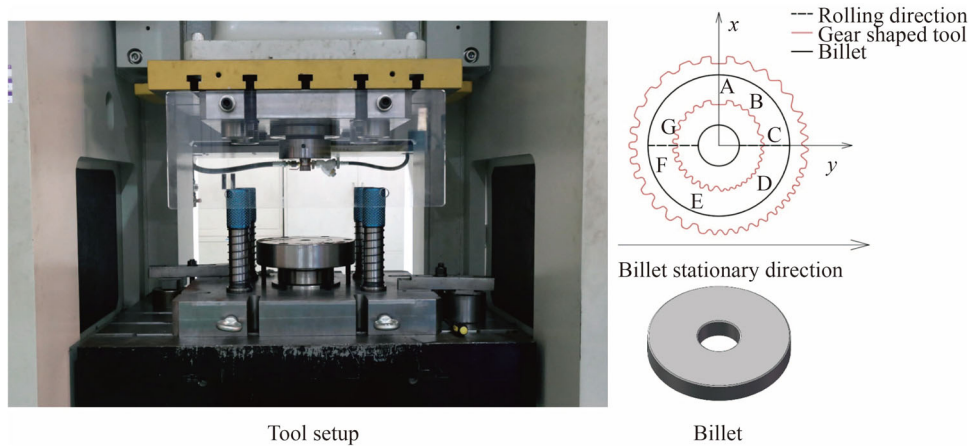 x
Rolling direction
Gear shaped tool
Billet
A
B
G
C
y
F
D
E
Billet stationary direction
Tool setup
Billet